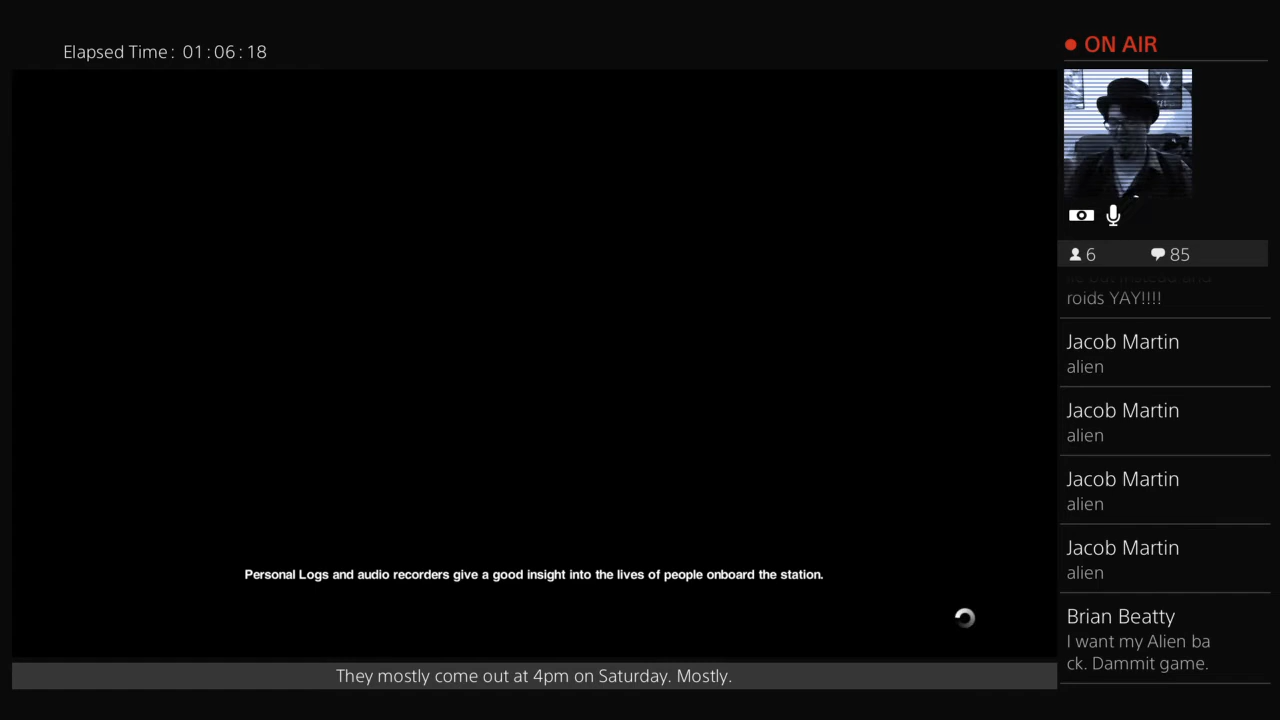 Elapsed Time: 01:06:18
ON AIR
6
85
roids YAY!!!!
Jacob Martin
alien
Jacob Martin
alien
Jacob Martin
alien
Jacob Martin
alien
Brian Beatty
I want my Alien ba
ck. Dammit game.
Personal Logs and audio recorders give a good insight into the lives of people onboard the station.
They mostly come out at 4pm on Saturday. Mostly.